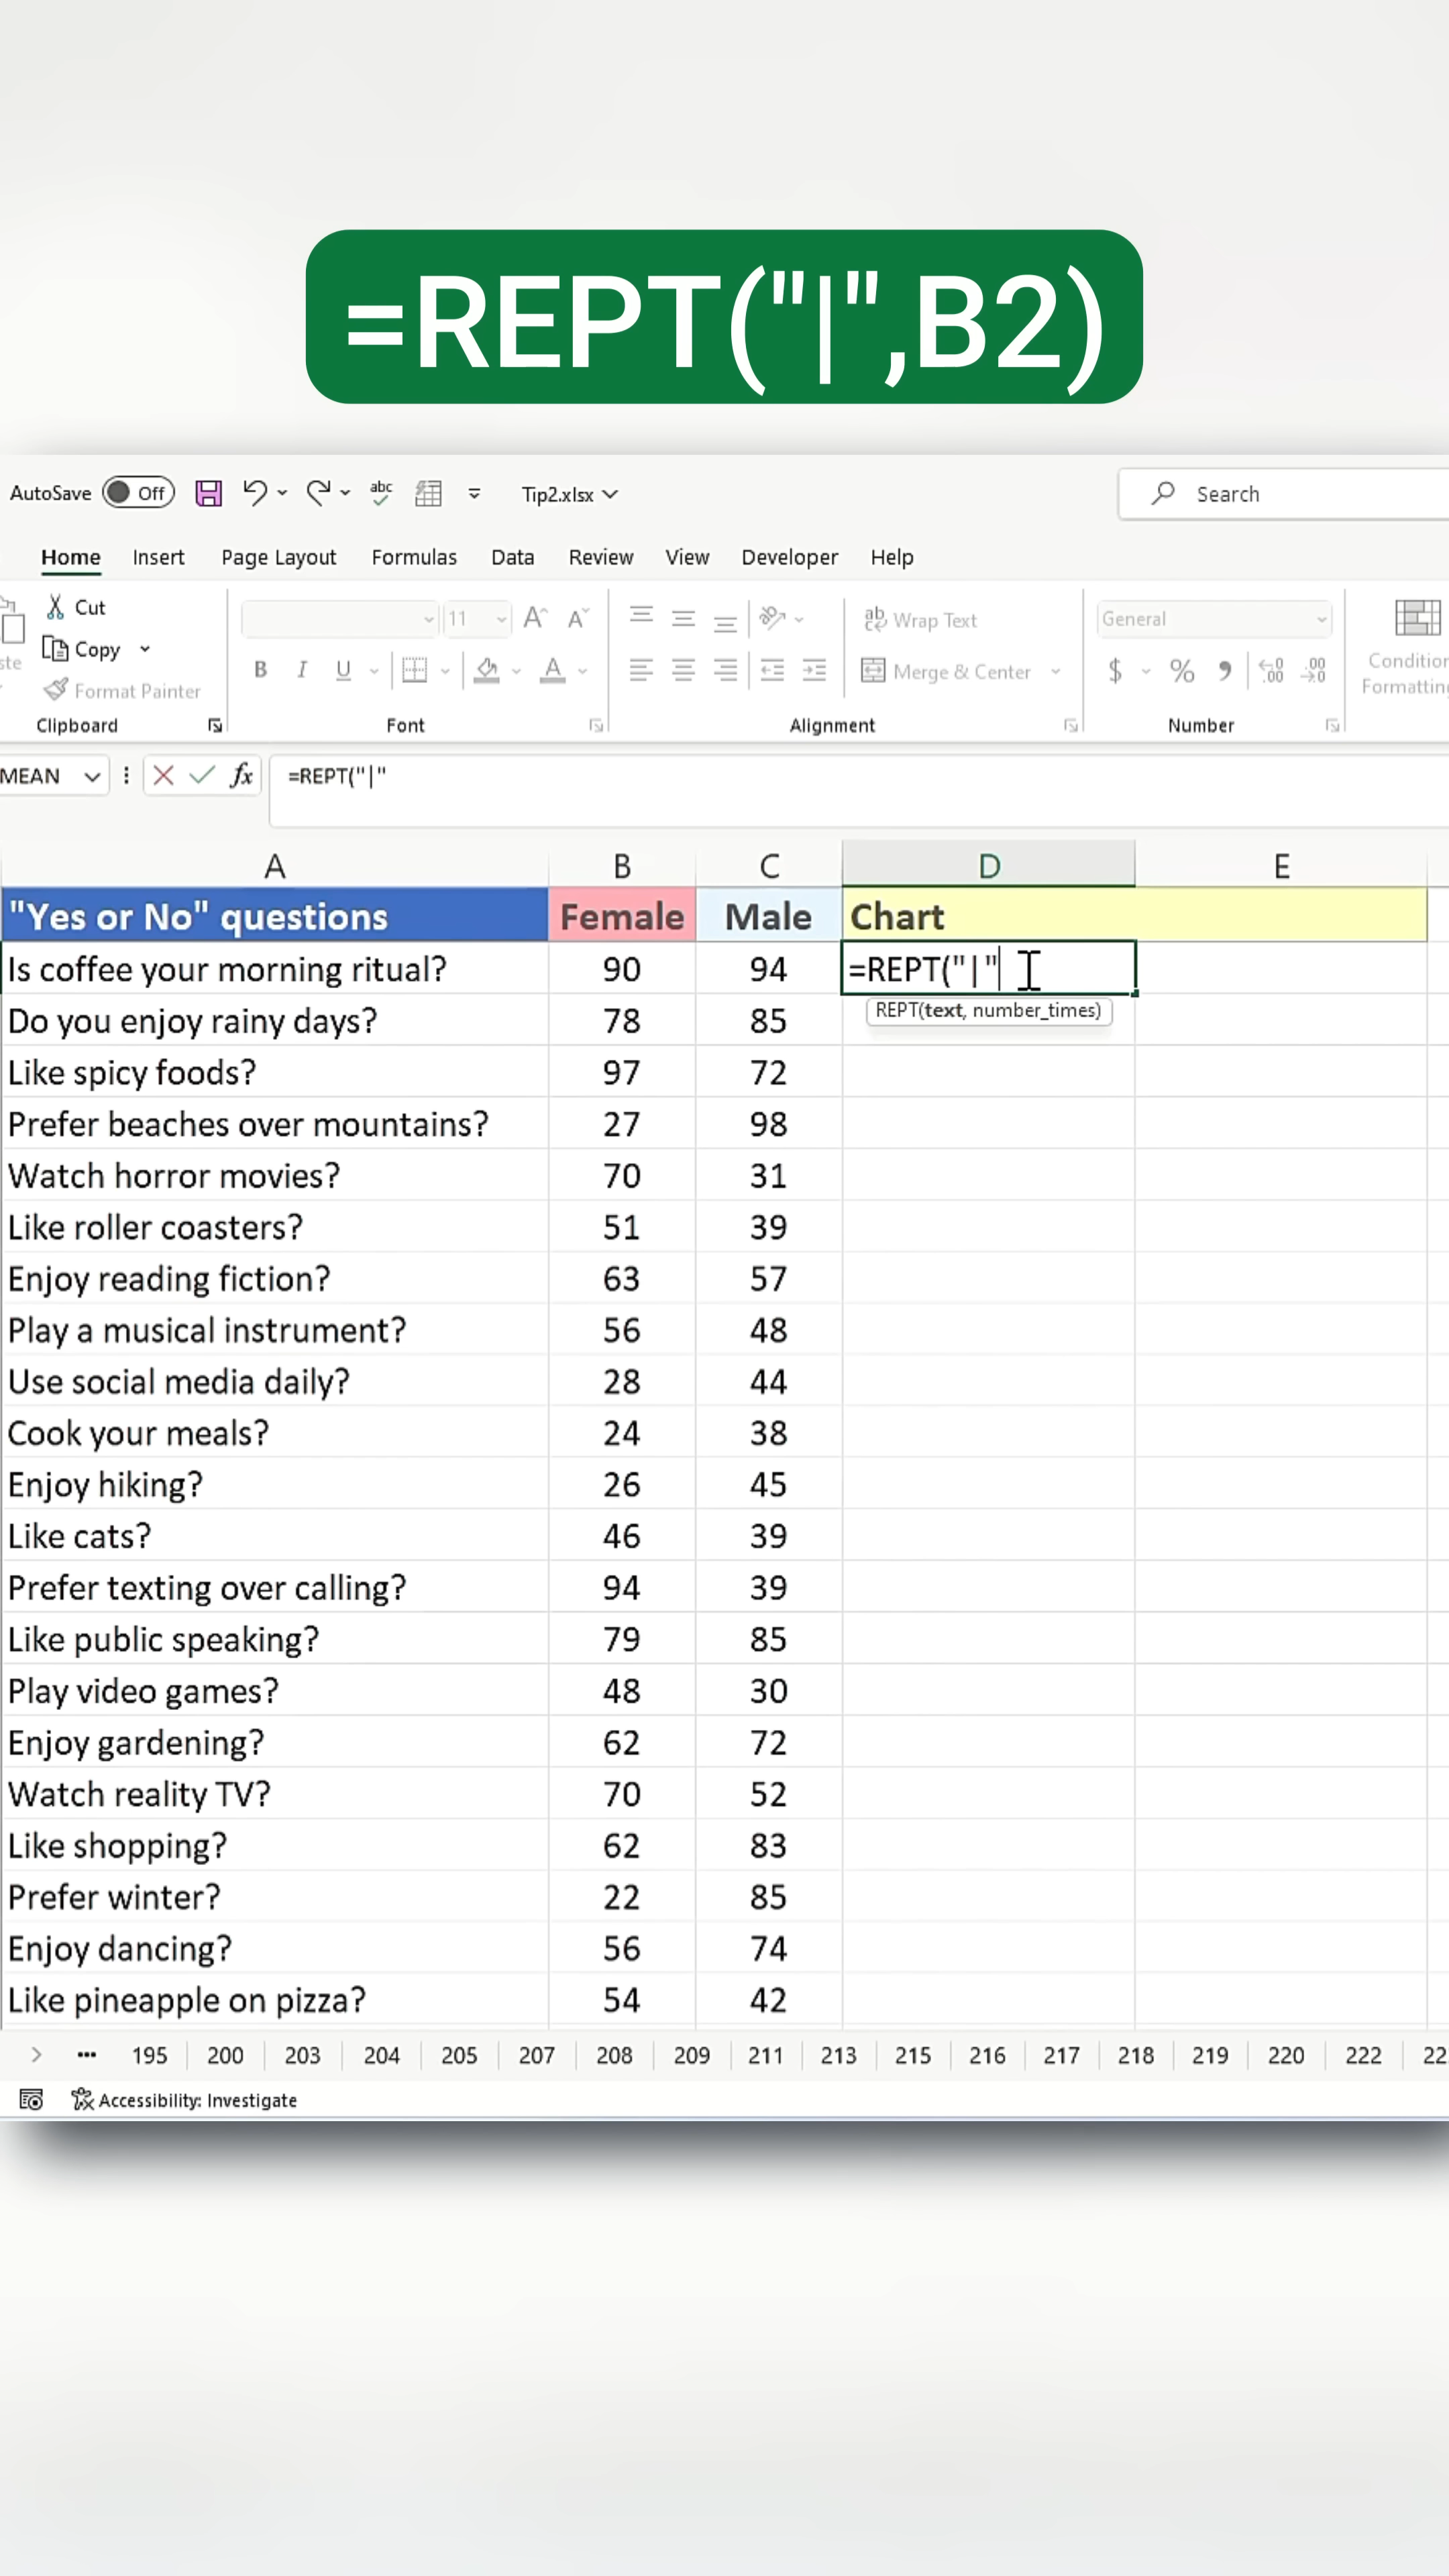 =REPT("|",B2)
AutoSave Off Tip2.xlsx Search
Home Insert Page Layout Formulas Data Review View Developer Help
Cut
Copy
Format Painter
Clipboard
11
B I U
Font
Wrap Text
Merge & Center
Alignment
General
$ %
Number
MEAN fx =REPT("|"
A B C D E
"Yes or No" questions Female Male Chart
Is coffee your morning ritual? 90 94 =REPT("|"
REPT(text, number_times)
Do you enjoy rainy days? 78 85
Like spicy foods? 97 72
Prefer beaches over mountains? 27 98
Watch horror movies? 70 31
Like roller coasters? 51 39
Enjoy reading fiction? 63 57
Play a musical instrument? 56 48
Use social media daily? 28 44
Cook your meals? 24 38
Enjoy hiking? 26 45
Like cats? 46 39
Prefer texting over calling? 94 39
Like public speaking? 79 85
Play video games? 48 30
Enjoy gardening? 62 72
Watch reality TV? 70 52
Like shopping? 62 83
Prefer winter? 22 85
Enjoy dancing? 56 74
Like pineapple on pizza? 54 42
195 200 203 204 205 207 208 209 211 213 215 216 217 218 219 220 222
Accessibility: Investigate